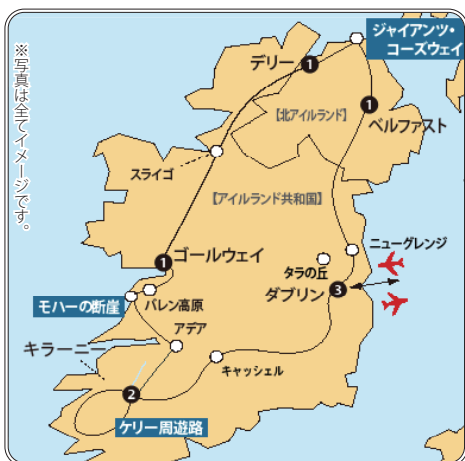 ※写真は全てイメージです。
ジャイアンツ・
コーズウェイ
デリー
1
【北アイルランド】
1
ベルファスト
スライゴ
【アイルランド共和国】
1
ゴールウェイ
ニューグレンジ
タラの丘
ダブリン
3
モハーの断崖
バレン高原
アデア
キラーニー
キャッシェル
2
ケリー周遊路